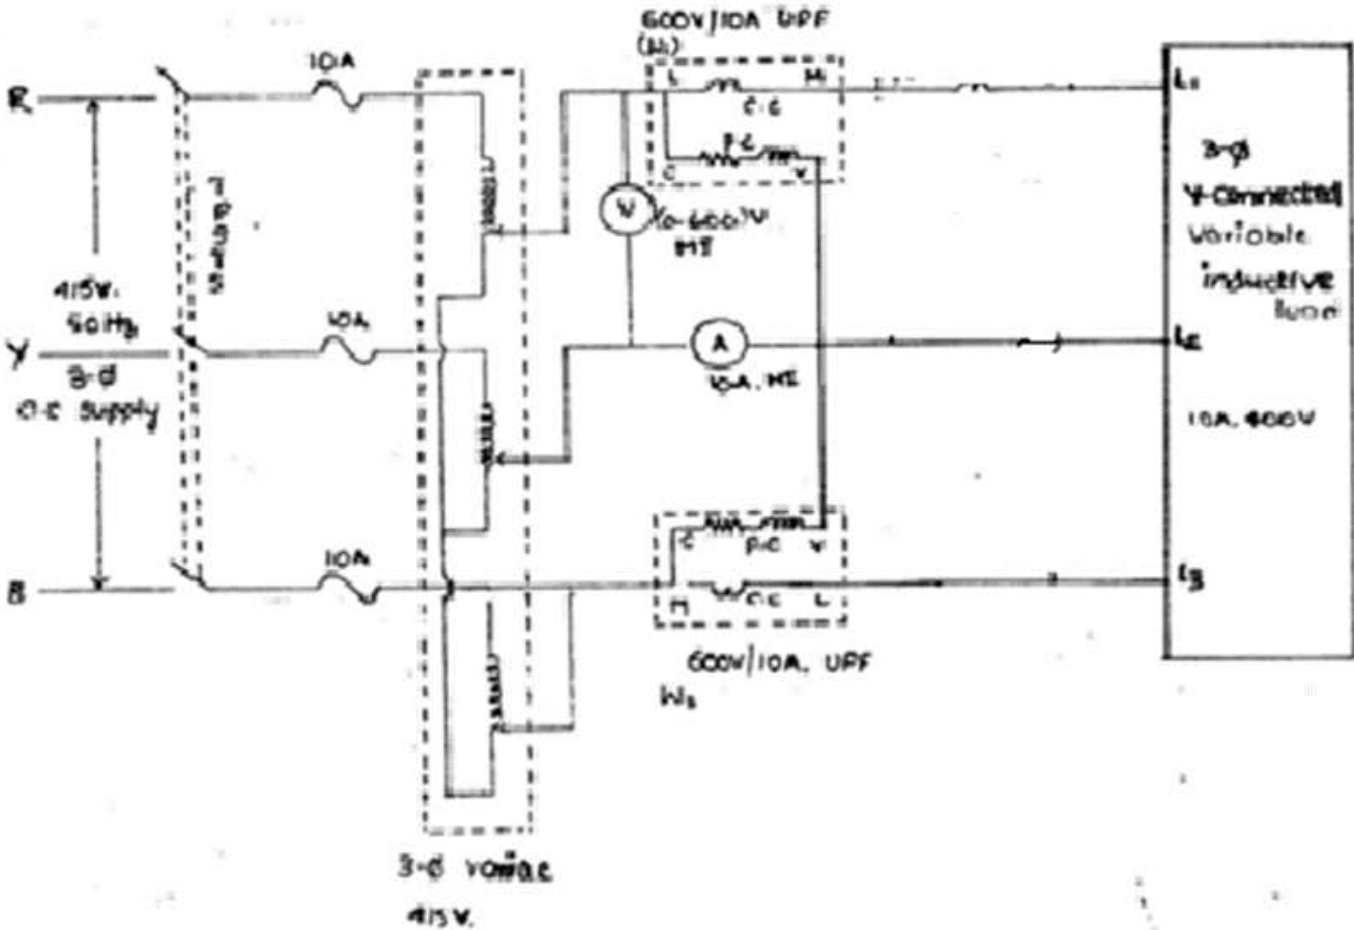 600V/10A UPF
(W1)
10A
R
L
M
C.C
P.C
C
V
L1
3-Ø
Y-Connected
Variable
inductive
load
V
(0-600)V
MI
415V.
50Hz
3-Ø
a.c supply
10A
Y
A
10A. MI
L2
10A. 400V
C
P.C
V
B
10A
M
C.C
L
L3
600V/10A. UPF
W2
3-Ø variac
415V.